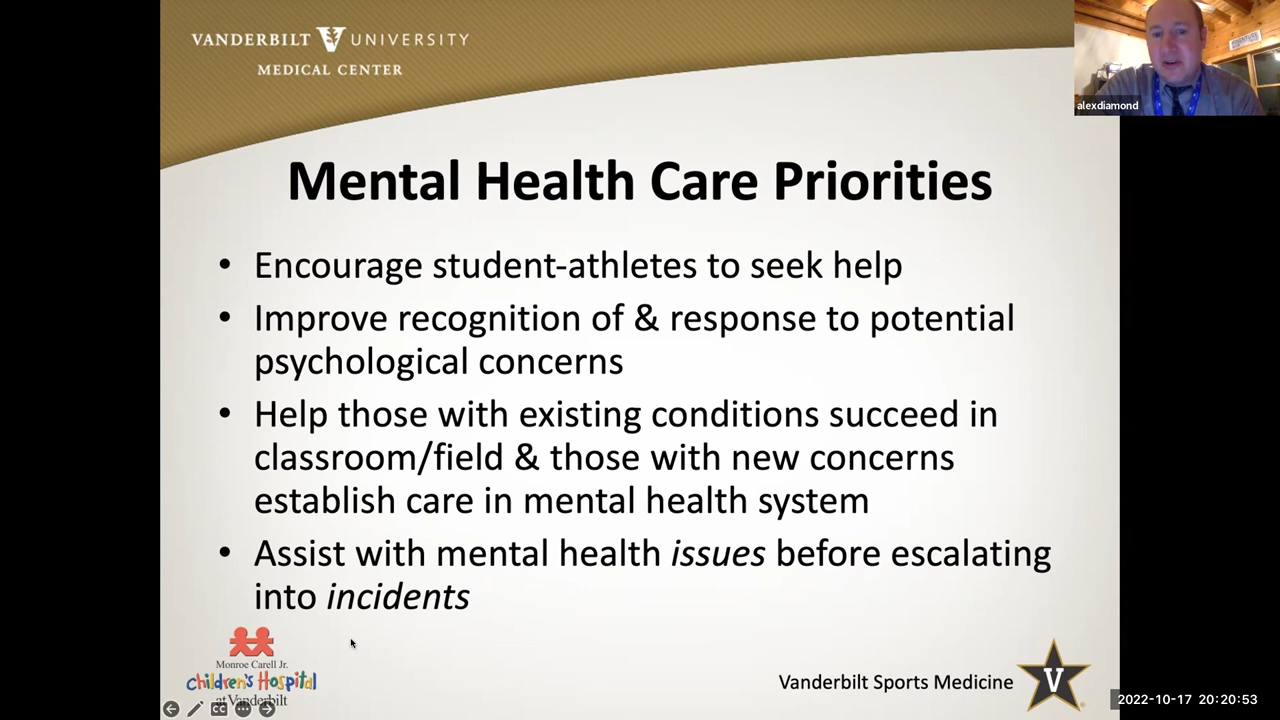 VANDERBILT V UNIVERSITY
MEDICAL CENTER
alexdiamond
Mental Health Care Priorities
• Encourage student-athletes to seek help
• Improve recognition of & response to potential
psychological concerns
• Help those with existing conditions succeed in
classroom/field & those with new concerns
establish care in mental health system
• Assist with mental health issues before escalating
into incidents
Monroe Carell Jr.
Children's Hospital
at Vanderbilt
CC
Vanderbilt Sports Medicine
V
2022-10-17 20:20:53